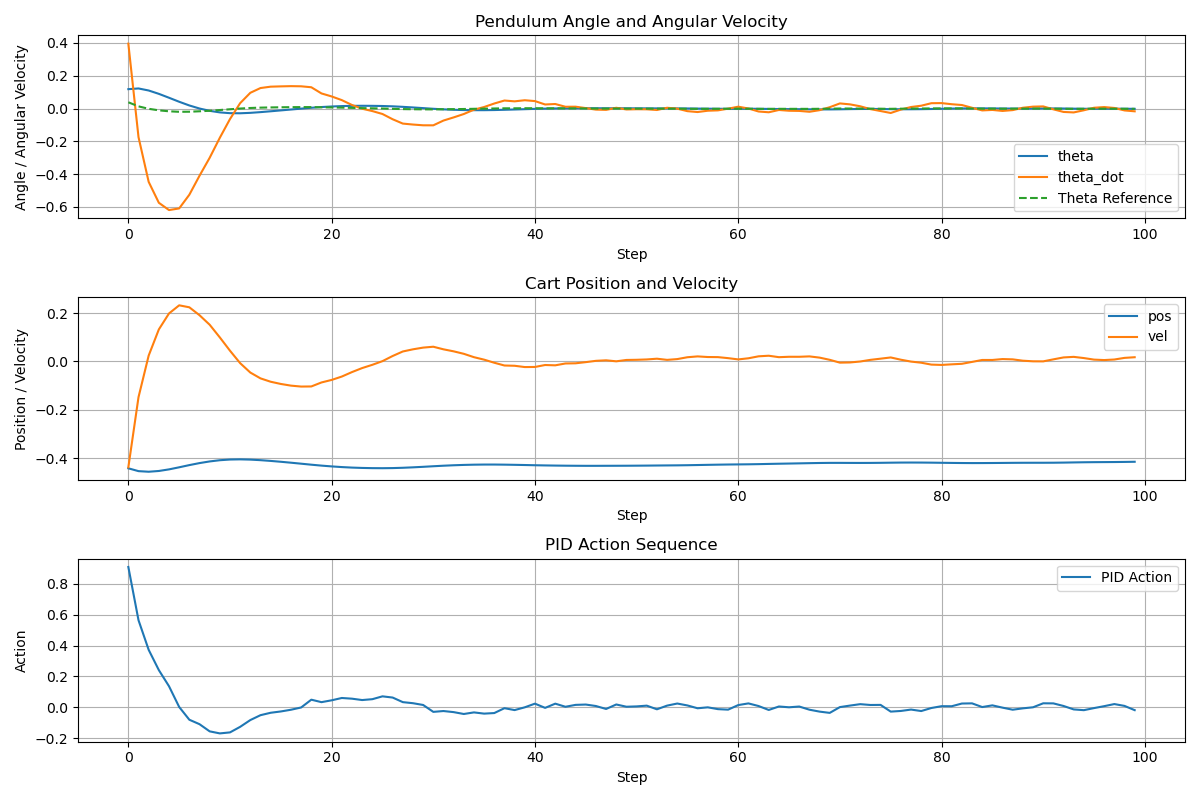 Pendulum Angle and Angular Velocity
Angle / Angular Velocity
0.4
0.2
0.0
−0.2
−0.4
−0.6
theta
theta_dot
Theta Reference
0 20 40 60 80 100
Step
Cart Position and Velocity
Position / Velocity
0.2
0.0
−0.2
−0.4
pos
vel
0 20 40 60 80 100
Step
PID Action Sequence
Action
0.8
0.6
0.4
0.2
0.0
−0.2
PID Action
0 20 40 60 80 100
Step